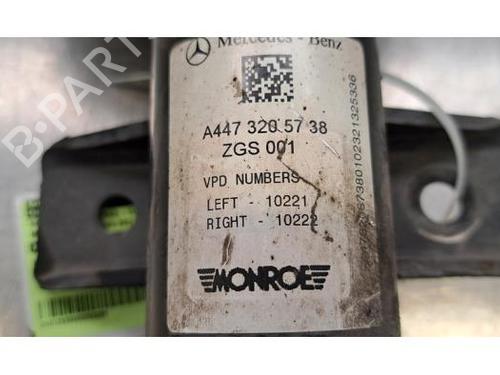 B-PARTS
Mercedes-Benz
A447 320 57 38
ZGS 001
VPD NUMBERS
LEFT - 10221
RIGHT - 10222
MONROE